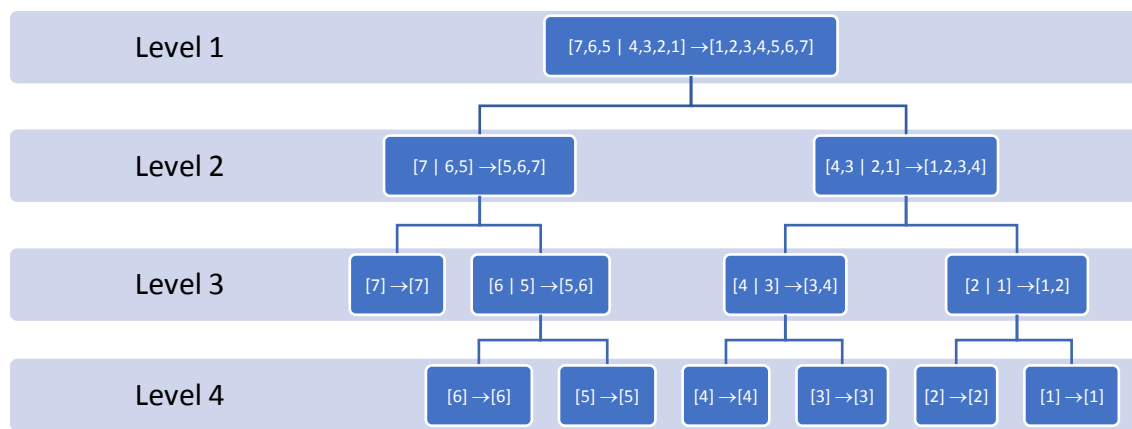 Level 1
[7,6,5 | 4,3,2,1] →[1,2,3,4,5,6,7]
Level 2
[7 | 6,5] →[5,6,7]
[4,3 | 2,1] →[1,2,3,4]
Level 3
[7] →[7]
[6 | 5] →[5,6]
[4 | 3] →[3,4]
[2 | 1] →[1,2]
Level 4
[6] →[6]
[5] →[5]
[4] →[4]
[3] →[3]
[2] →[2]
[1] →[1]